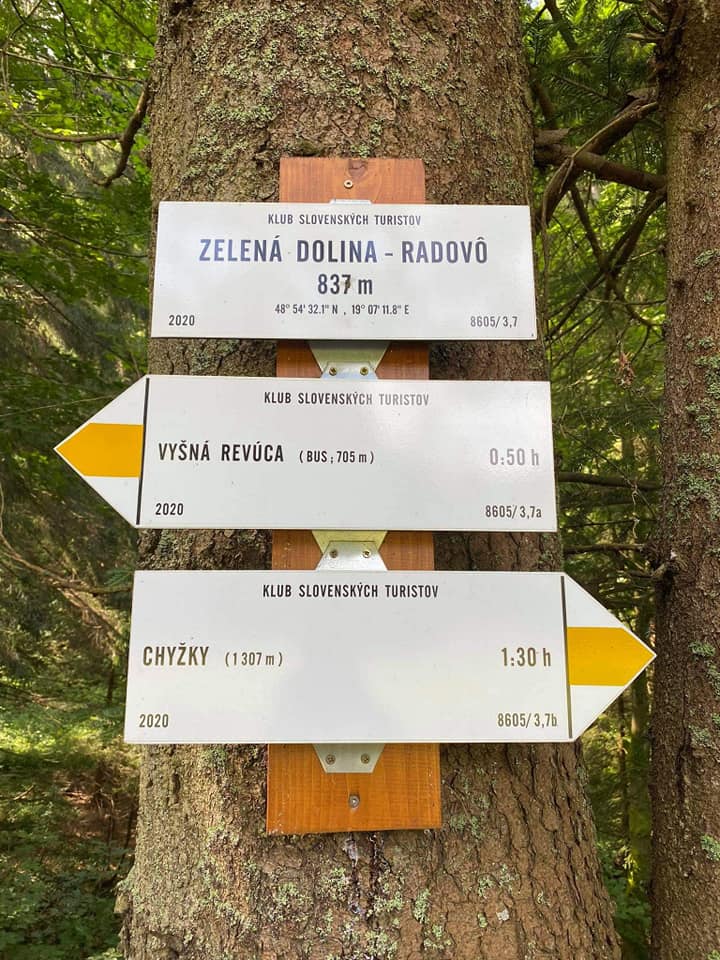 KLUB SLOVENSKÝCH TURISTOV
ZELENÁ DOLINA - RADOVÔ
837 m
48° 54' 32.1" N , 19° 07' 11.8" E
2020 8605/3,7
KLUB SLOVENSKÝCH TURISTOV
VYŠNÁ REVÚCA (BUS ; 705 m) 0:50 h
2020 8605/3,7a
KLUB SLOVENSKÝCH TURISTOV
CHYŽKY (1 307 m) 1:30 h
2020 8605/3,7b